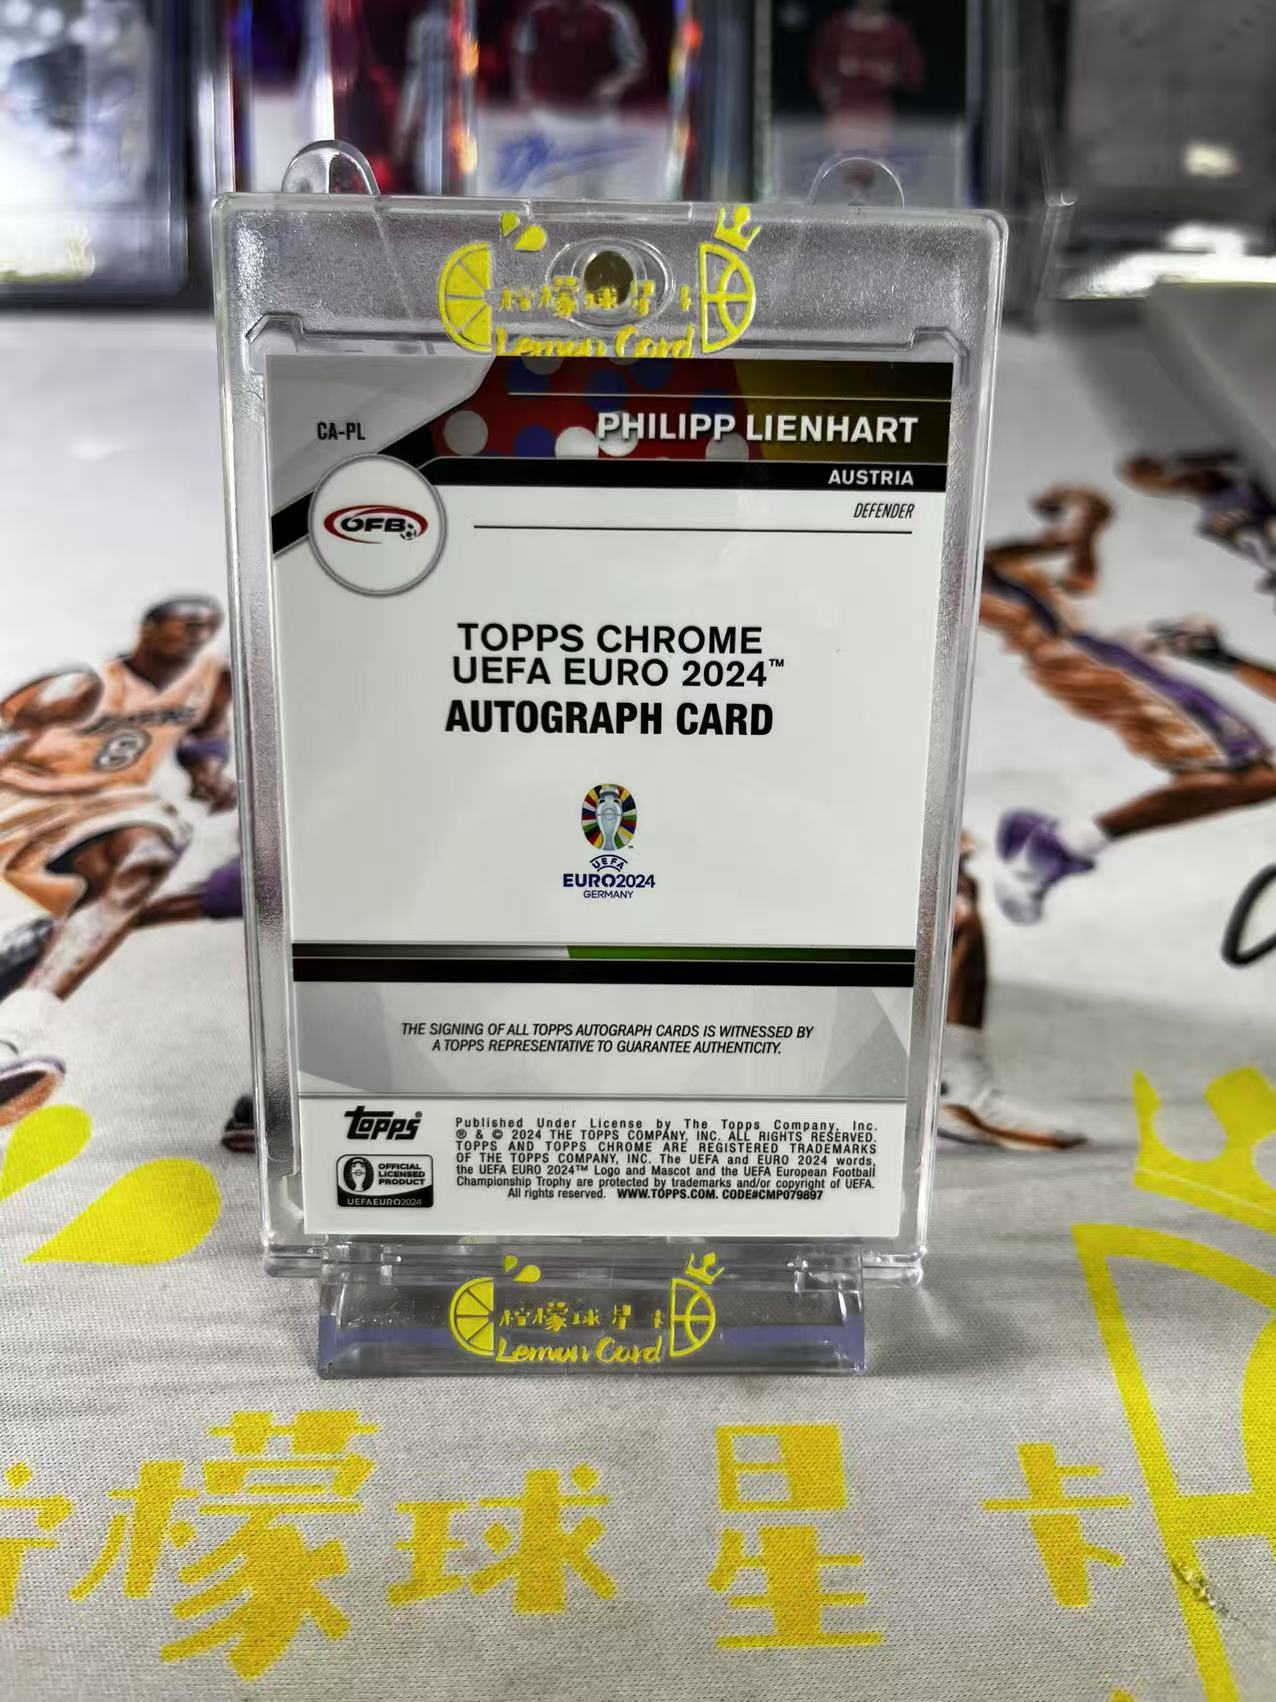 柠檬球星卡
Lemon Card
CA-PL
PHILIPP LIENHART
AUSTRIA
DEFENDER
ÖFB
TOPPS CHROME
UEFA EURO 2024™
AUTOGRAPH CARD
UEFA
EURO2024
GERMANY
THE SIGNING OF ALL TOPPS AUTOGRAPH CARDS IS WITNESSED BY
A TOPPS REPRESENTATIVE TO GUARANTEE AUTHENTICITY.
topps®
OFFICIAL
LICENSED
PRODUCT
UEFAEURO2024
Published Under License by The Topps Company, Inc.
® & © 2024 THE TOPPS COMPANY, INC. ALL RIGHTS RESERVED.
TOPPS AND TOPPS CHROME ARE REGISTERED TRADEMARKS
OF THE TOPPS COMPANY, INC. The UEFA and EURO 2024 words,
the UEFA EURO 2024™ Logo and Mascot and the UEFA European Football
Championship Trophy are protected by trademarks and/or copyright of UEFA.
All rights reserved. WWW.TOPPS.COM. CODE#CMP079897
柠檬球星卡
Lemon Card
8
柠檬球星卡